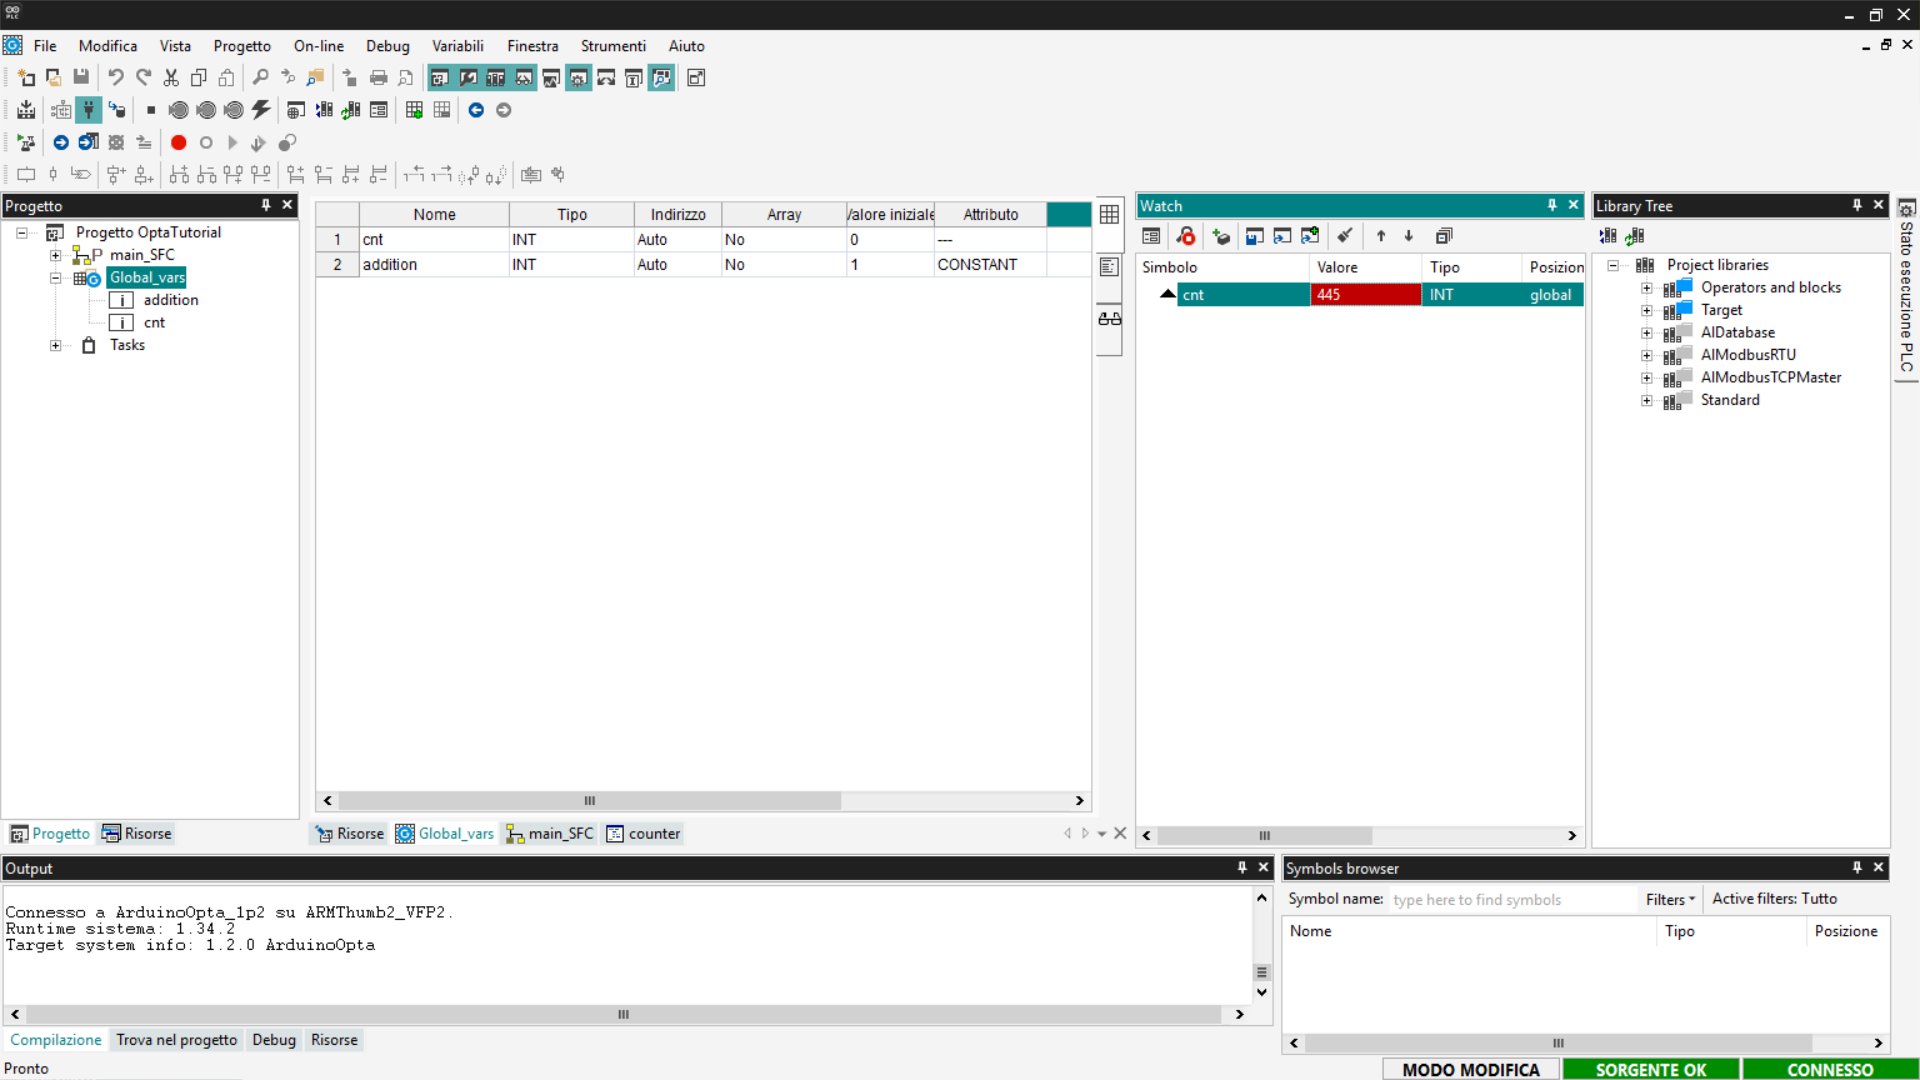 PLC
File Modifica Vista Progetto On-line Debug Variabili Finestra Strumenti Aiuto
Progetto
Progetto OptaTutorial
main_SFC
Global_vars
addition
cnt
Tasks
Progetto Risorse
Nome Tipo Indirizzo Array Valore iniziale Attributo
1 cnt INT Auto No 0 ---
2 addition INT Auto No 1 CONSTANT
Risorse Global_vars main_SFC counter
Watch
Simbolo Valore Tipo Posizion
cnt 445 INT global
Library Tree
Project libraries
Operators and blocks
Target
AlDatabase
AlModbusRTU
AlModbusTCPMaster
Standard
Stato esecuzione PLC
Output
Connesso a ArduinoOpta_1p2 su ARMThumb2_VFP2.
Runtime sistema: 1.34.2
Target system info: 1.2.0 ArduinoOpta
Compilazione Trova nel progetto Debug Risorse
Symbols browser
Symbol name: type here to find symbols Filters Active filters: Tutto
Nome Tipo Posizione
Pronto
MODO MODIFICA SORGENTE OK CONNESSO